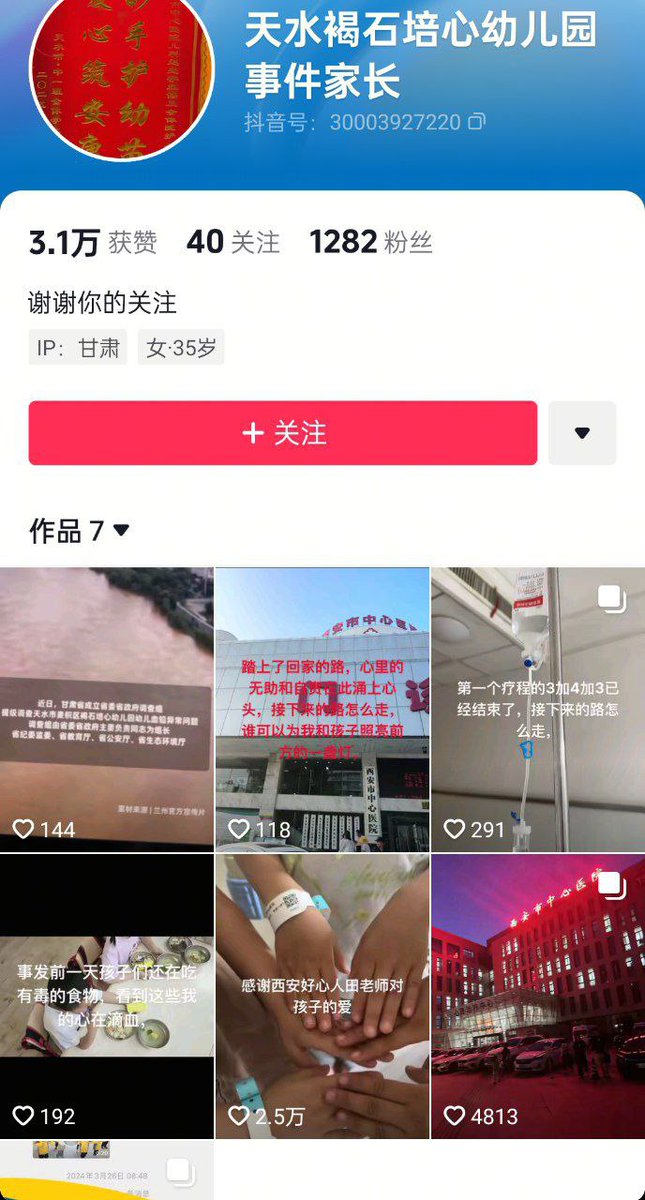 天水褐石培心幼儿园
事件家长
抖音号：30003927220
3.1万 获赞 40 关注 1282 粉丝
谢谢你的关注
IP：甘肃 女·35岁
+ 关注
作品 7
近日，甘肃省成立省委省政府调查组
提级调查天水市麦积区褐石培心幼儿园幼儿血铅异常问题
调查组由省委省政府主要负责同志为组长
省纪委监委、省教育厅、省公安厅、省生态环境厅
素材来源 | 兰州官方宣传片
144
踏上了回家的路，心里的
无助和自责在此涌上心
头，接下来的路怎么走，
谁可以为我和孩子照亮前
方的一盏灯，
西安市中心医院
118
第一个疗程的3加4加3已
经结束了，接下来的路怎
么走，
291
事发前一天孩子们还在吃
有毒的食物，看到这些我
的心在滴血，
192
感谢西安好心人田老师对
孩子的爱
2.5万
西安市中心医院
4813
2024年3月26日 08:48